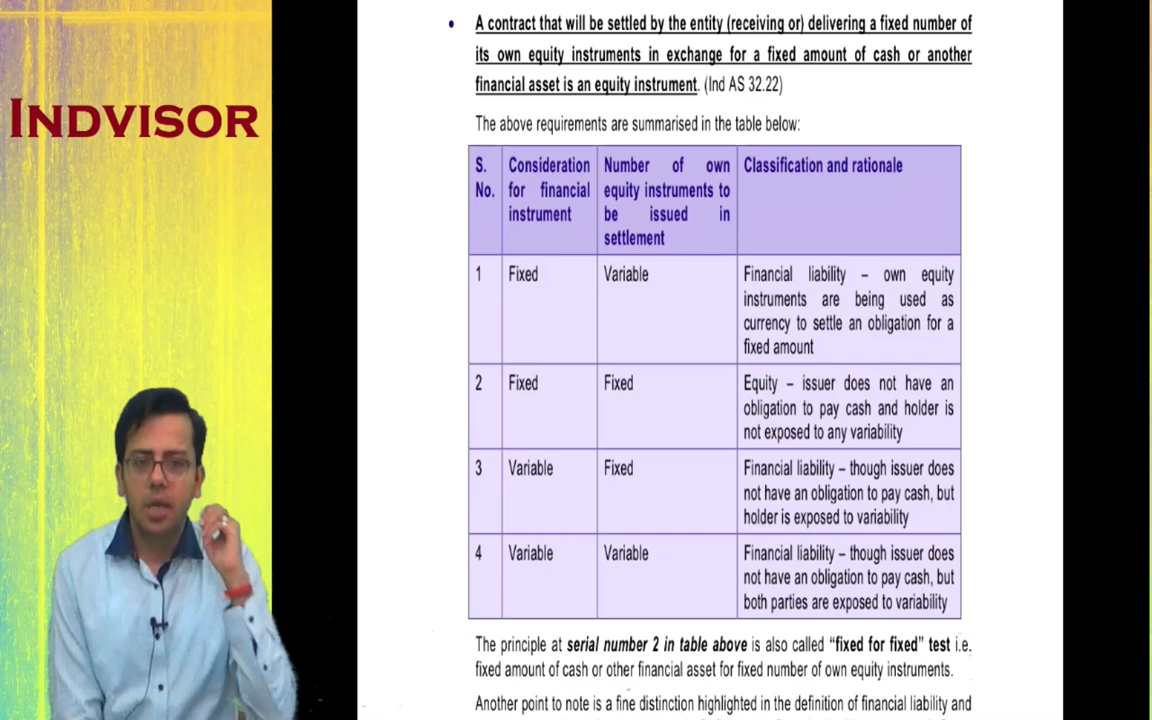 INDVISOR
• A contract that will be settled by the entity (receiving or) delivering a fixed number of
its own equity instruments in exchange for a fixed amount of cash or another
financial asset is an equity instrument. (Ind AS 32.22)
The above requirements are summarised in the table below:
S. No. Consideration for financial instrument Number of own equity instruments to be issued in settlement Classification and rationale
1 Fixed Variable Financial liability – own equity
instruments are being used as
currency to settle an obligation for a
fixed amount
2 Fixed Fixed Equity – issuer does not have an
obligation to pay cash and holder is
not exposed to any variability
3 Variable Fixed Financial liability – though issuer does
not have an obligation to pay cash, but
holder is exposed to variability
4 Variable Variable Financial liability – though issuer does
not have an obligation to pay cash, but
both parties are exposed to variability
The principle at serial number 2 in table above is also called “fixed for fixed” test i.e.
fixed amount of cash or other financial asset for fixed number of own equity instruments.
Another point to note is a fine distinction highlighted in the definition of financial liability and